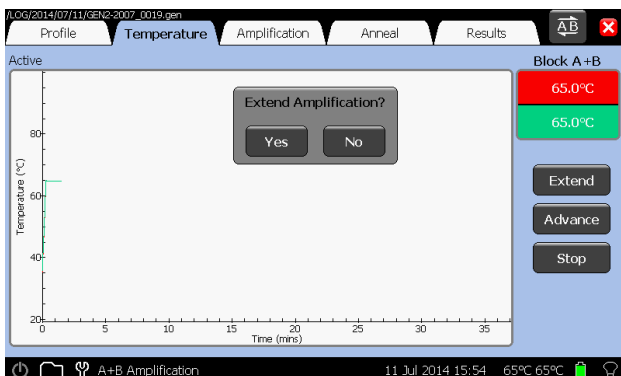 /LOG/2014/07/11/GEN2-2007_0019.gen
Profile Temperature Amplification Anneal Results AB
Active Block A+B
65.0°C
65.0°C
Extend Amplification?
Yes No
Extend
Advance
Stop
80
60
40
20
Temperature (°C)
0 5 10 15 20 25 30 35
Time (mins)
A+B Amplification 11 Jul 2014 15:54 65°C 65°C